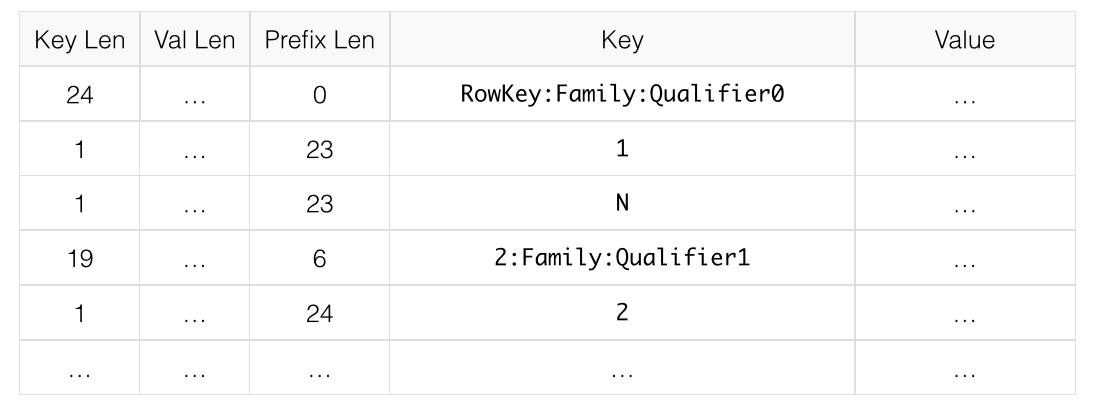 Key Len Val Len Prefix Len Key Value
24 ... 0 RowKey:Family:Qualifier0 ...
1 ... 23 1 ...
1 ... 23 N ...
19 ... 6 2:Family:Qualifier1 ...
1 ... 24 2 ...
... ... ... ... ...